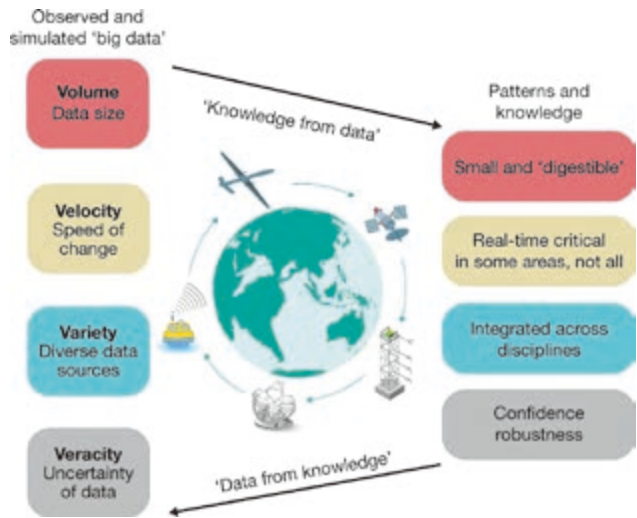 Observed and
simulated 'big data'
Volume
Data size
'Knowledge from data'
Patterns and
knowledge
Small and 'digestible'
Velocity
Speed of
change
Real-time critical
in some areas, not all
Variety
Diverse data
sources
Integrated across
disciplines
Confidence
robustness
Veracity
Uncertainty
of data
'Data from knowledge'